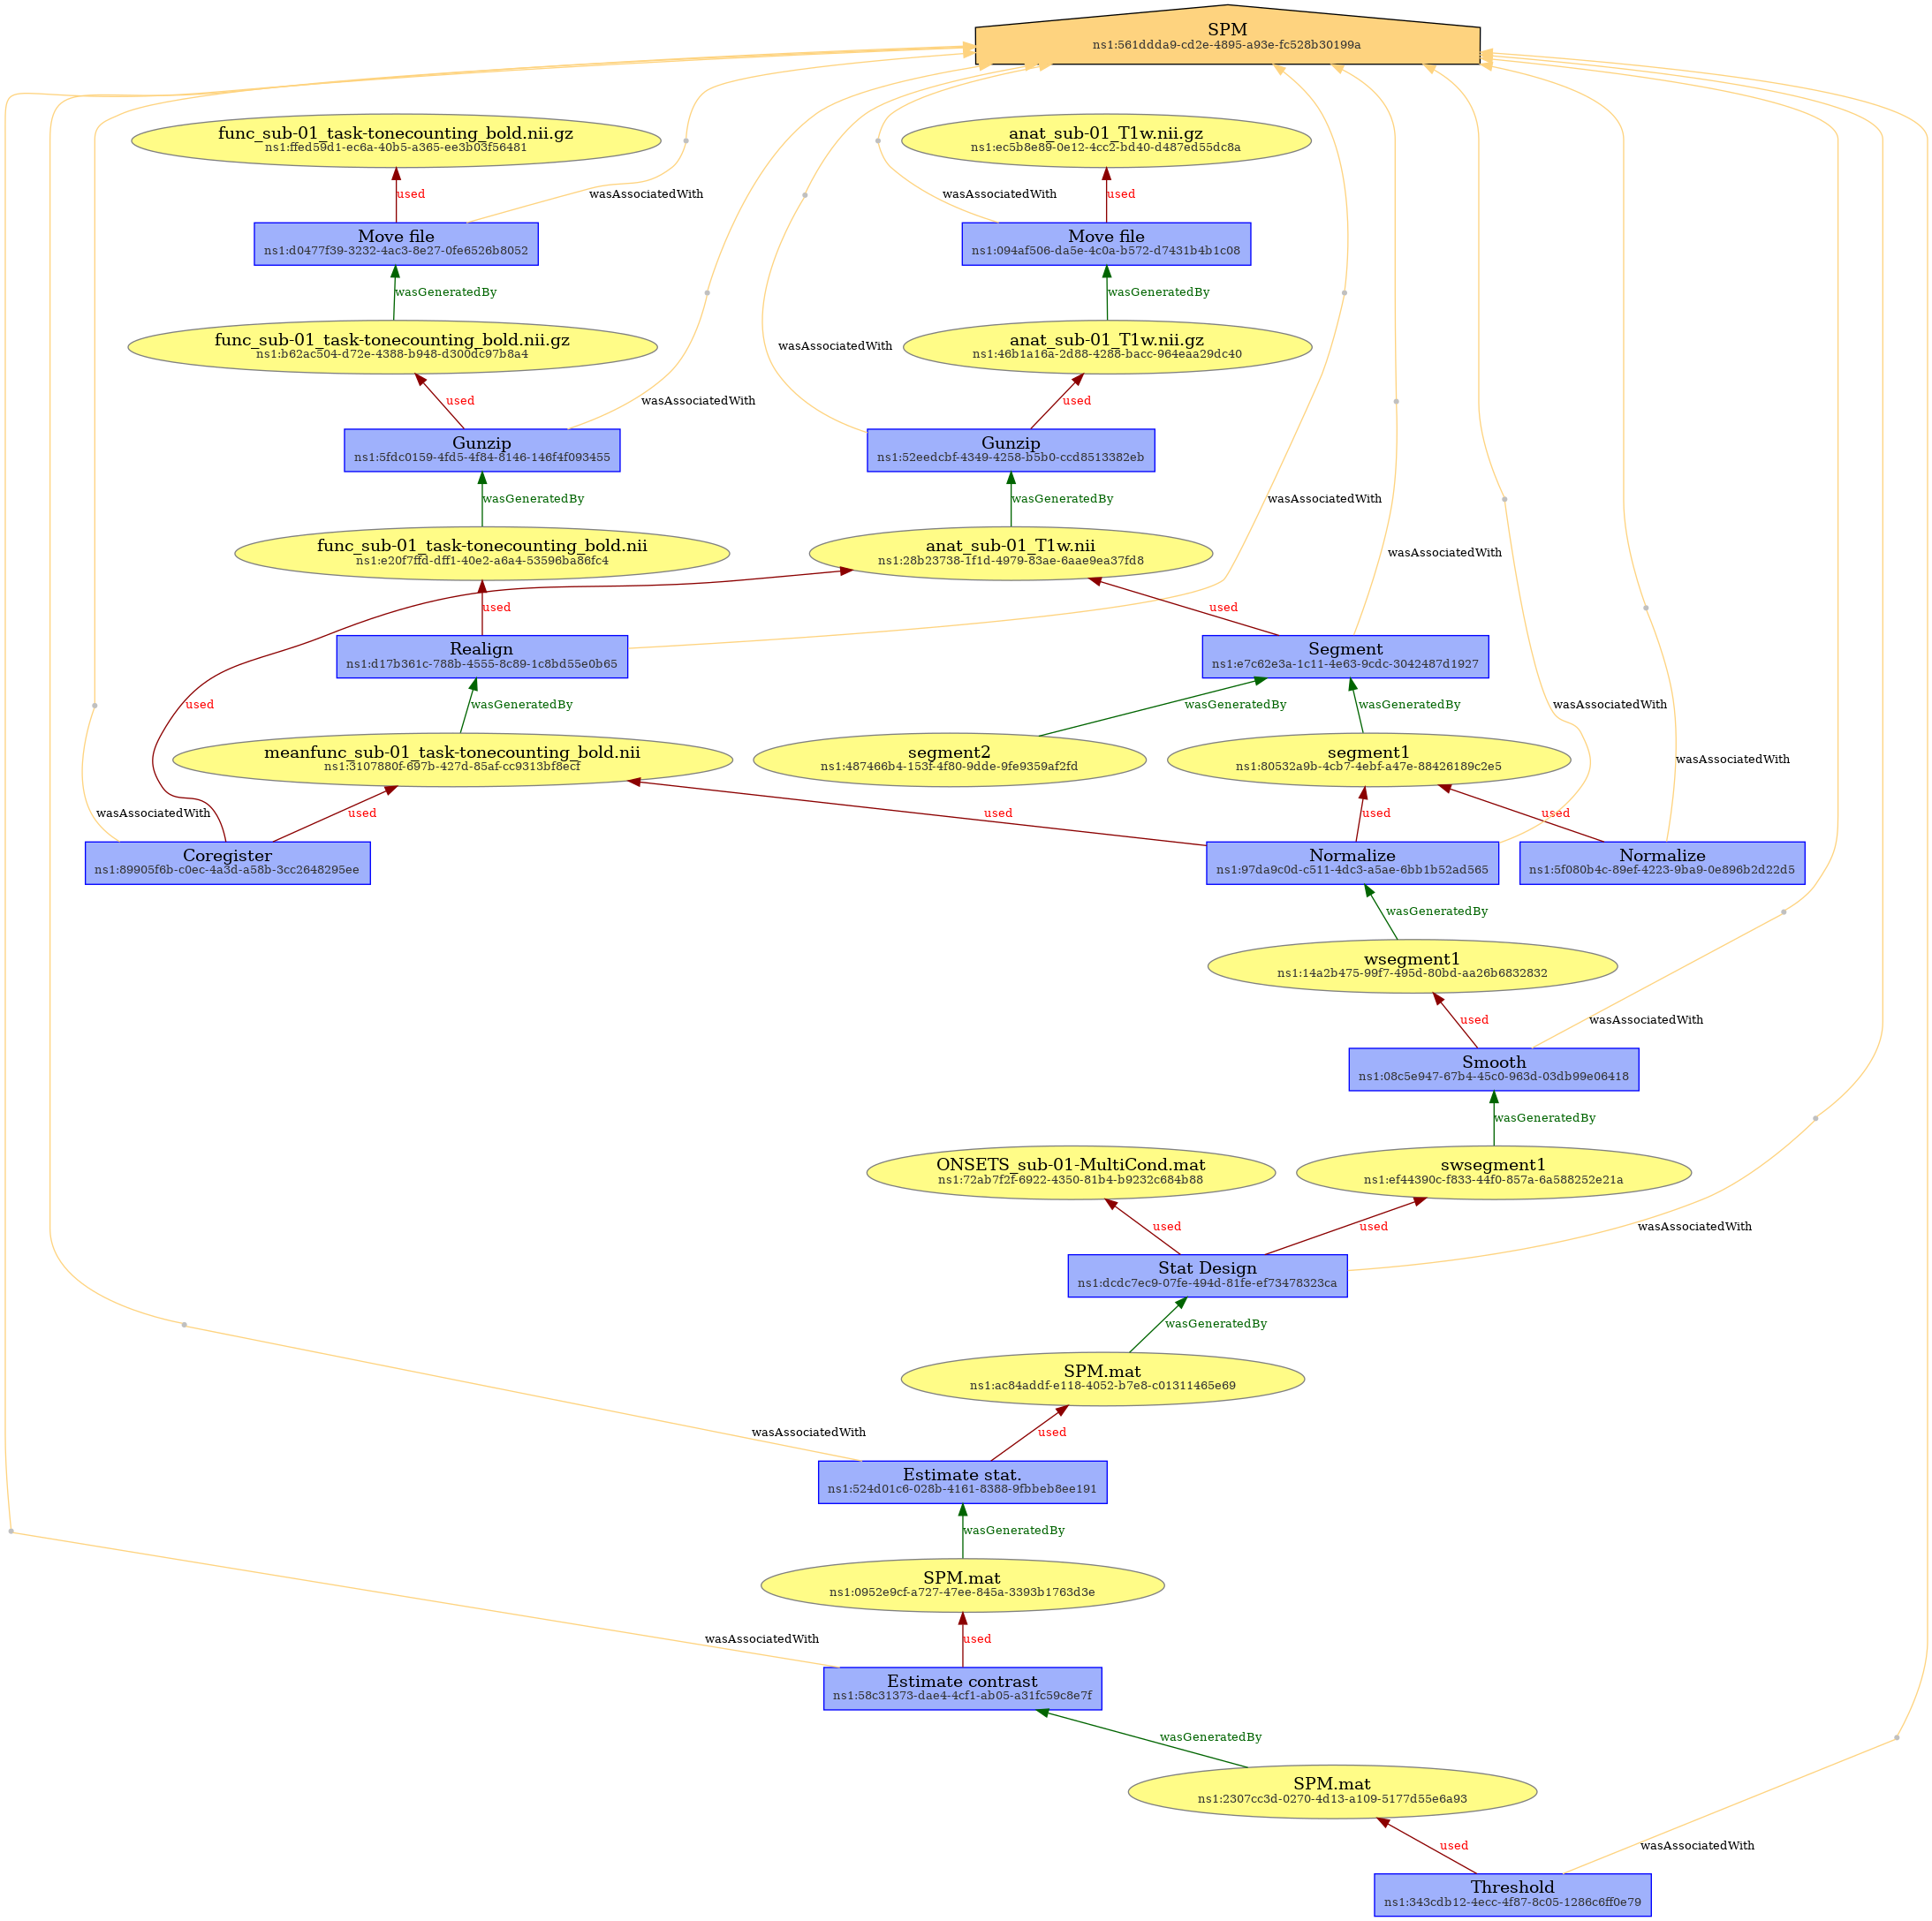 SPM
ns1:561ddda9-cd2e-4895-a93e-fc528b30199a
func_sub-01_task-tonecounting_bold.nii.gz
ns1:ffed59d1-ec6a-40b5-a365-ee3b03f56481
anat_sub-01_T1w.nii.gz
ns1:ec5b8e89-0e12-4cc2-bd40-d487ed55dc8a
used
wasAssociatedWith
wasAssociatedWith
used
Move file
ns1:d0477f39-3232-4ac3-8e27-0fe6526b8052
Move file
ns1:094af506-da5e-4c0a-b572-d7431b4b1c08
wasGeneratedBy
wasGeneratedBy
func_sub-01_task-tonecounting_bold.nii.gz
ns1:b62ac504-d72e-4388-b948-d300dc97b8a4
wasAssociatedWith
anat_sub-01_T1w.nii.gz
ns1:46b1a16a-2d88-4288-bacc-964eaa29dc40
used
wasAssociatedWith
used
Gunzip
ns1:5fdc0159-4fd5-4f84-8146-146f4f093455
Gunzip
ns1:52eedcbf-4349-4258-b5b0-ccd8513382eb
wasGeneratedBy
wasGeneratedBy
wasAssociatedWith
func_sub-01_task-tonecounting_bold.nii
ns1:e20f7ffd-dff1-40e2-a6a4-53596ba86fc4
anat_sub-01_T1w.nii
ns1:28b23738-1f1d-4979-83ae-6aae9ea37fd8
wasAssociatedWith
used
used
Realign
ns1:d17b361c-788b-4555-8c89-1c8bd55e0b65
Segment
ns1:e7c62e3a-1c11-4e63-9cdc-3042487d1927
used
wasGeneratedBy
wasGeneratedBy
wasGeneratedBy
wasAssociatedWith
meanfunc_sub-01_task-tonecounting_bold.nii
ns1:3107880f-697b-427d-85af-cc9313bf8ecf
segment2
ns1:487466b4-153f-4f80-9dde-9fe9359af2fd
segment1
ns1:80532a9b-4cb7-4ebf-a47e-88426189c2e5
wasAssociatedWith
wasAssociatedWith
used
used
used
used
Coregister
ns1:89905f6b-c0ec-4a3d-a58b-3cc2648295ee
Normalize
ns1:97da9c0d-c511-4dc3-a5ae-6bb1b52ad565
Normalize
ns1:5f080b4c-89ef-4223-9ba9-0e896b2d22d5
wasGeneratedBy
wsegment1
ns1:14a2b475-99f7-495d-80bd-aa26b6832832
used
wasAssociatedWith
Smooth
ns1:08c5e947-67b4-45c0-963d-03db99e06418
wasGeneratedBy
ONSETS_sub-01-MultiCond.mat
ns1:72ab7f2f-6922-4350-81b4-b9232c684b88
swsegment1
ns1:ef44390c-f833-44f0-857a-6a588252e21a
used
used
wasAssociatedWith
Stat Design
ns1:dcdc7ec9-07fe-494d-81fe-ef73478323ca
wasGeneratedBy
SPM.mat
ns1:ac84addf-e118-4052-b7e8-c01311465e69
wasAssociatedWith
used
Estimate stat.
ns1:524d01c6-028b-4161-8388-9fbbeb8ee191
wasGeneratedBy
SPM.mat
ns1:0952e9cf-a727-47ee-845a-3393b1763d3e
wasAssociatedWith
used
Estimate contrast
ns1:58c31373-dae4-4cf1-ab05-a31fc59c8e7f
wasGeneratedBy
SPM.mat
ns1:2307cc3d-0270-4d13-a109-5177d55e6a93
used
wasAssociatedWith
Threshold
ns1:343cdb12-4ecc-4f87-8c05-1286c6ff0e79